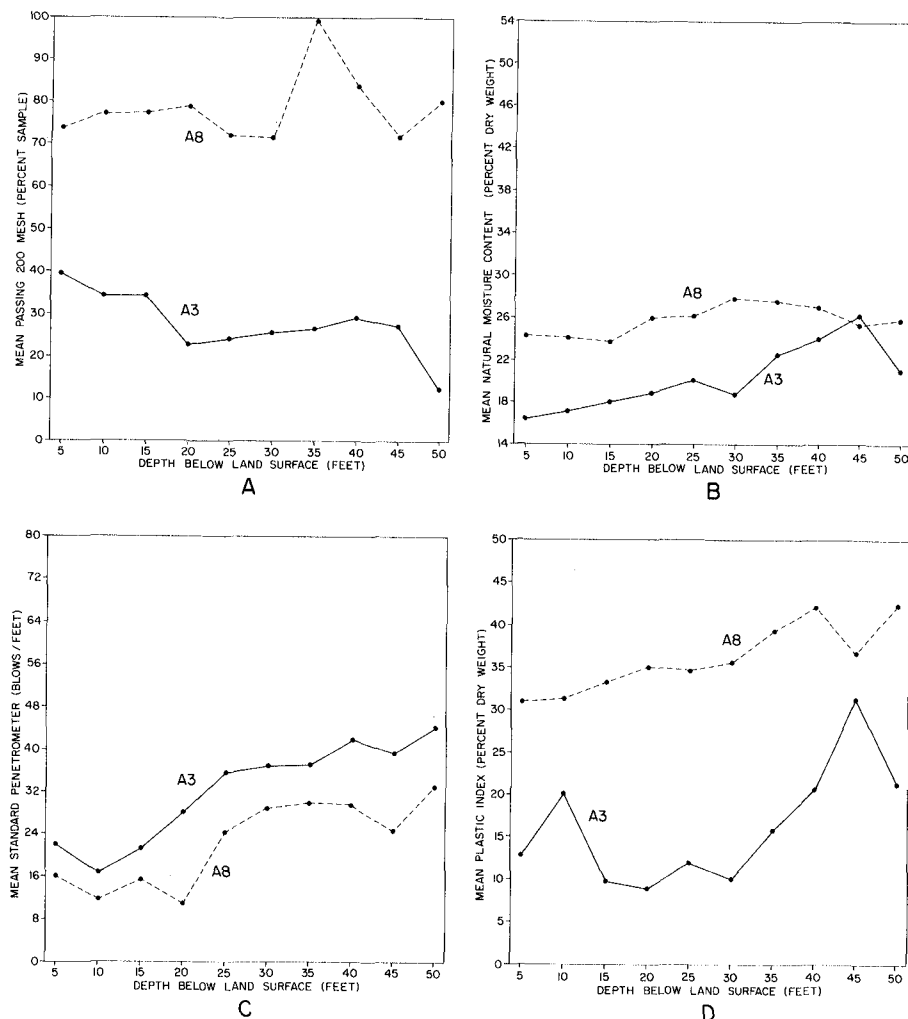 MEAN PASSING 200 MESH (PERCENT SAMPLE)
100
90
80
70
60
50
40
30
20
10
0
A8
A3
5 10 15 20 25 30 35 40 45 50
DEPTH BELOW LAND SURFACE (FEET)
A
MEAN NATURAL MOISTURE CONTENT (PERCENT DRY WEIGHT)
54
50
46
42
38
34
30
26
22
18
14
A8
A3
5 10 15 20 25 30 35 40 45 50
DEPTH BELOW LAND SURFACE (FEET)
B
MEAN STANDARD PENETROMETER (BLOWS/FEET)
80
72
64
56
48
40
32
24
16
8
0
A3
A8
5 10 15 20 25 30 35 40 45 50
DEPTH BELOW LAND SURFACE (FEET)
C
MEAN PLASTIC INDEX (PERCENT DRY WEIGHT)
50
45
40
35
30
25
20
15
10
5
0
A8
A3
5 10 15 20 25 30 35 40 45 50
DEPTH BELOW LAND SURFACE (FEET)
D